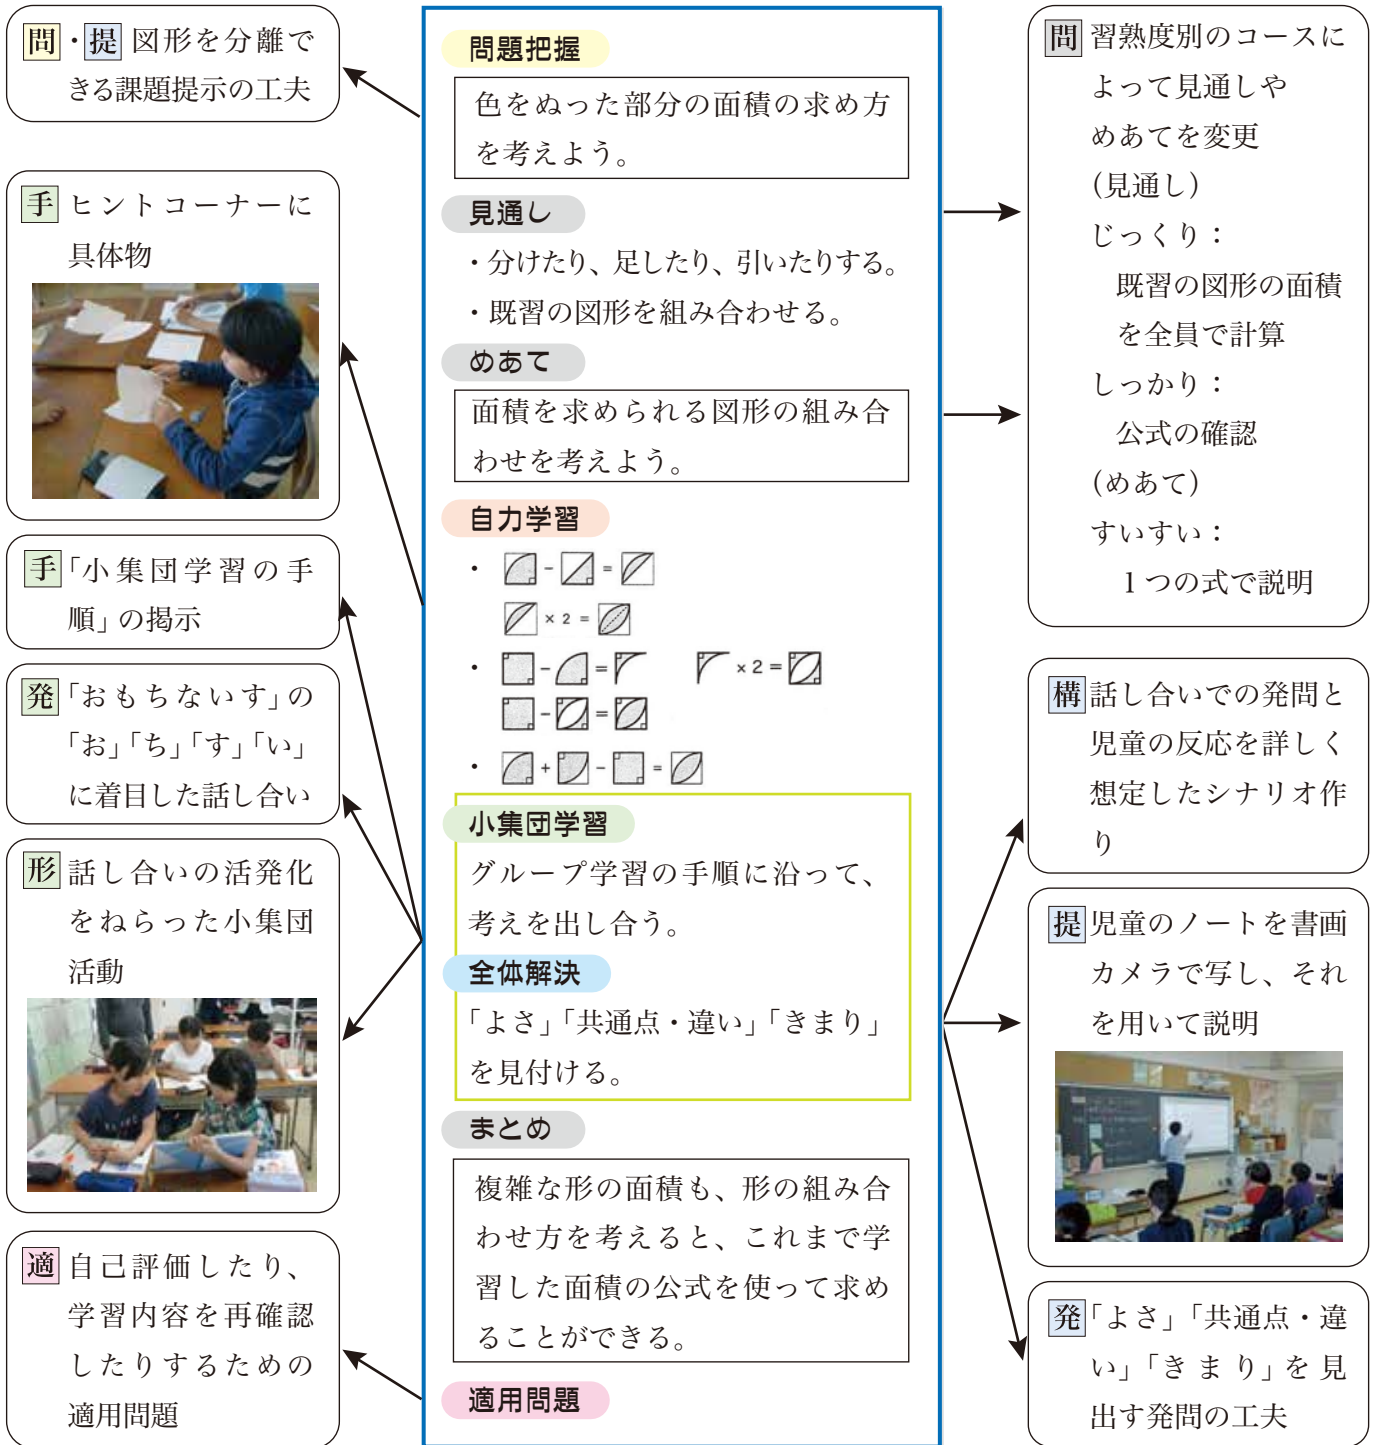 問・提 図形を分離で
きる課題提示の工夫
手 ヒントコーナーに
具体物
手「小集団学習の手
順」の掲示
発「おもちないす」の
「お」「ち」「す」「い」
に着目した話し合い
形 話し合いの活発化
をねらった小集団
活動
適 自己評価したり、
学習内容を再確認
したりするための
適用問題
問題把握
色をぬった部分の面積の求め方
を考えよう。
見通し
・分けたり、足したり、引いたりする。
・既習の図形を組み合わせる。
めあて
面積を求められる図形の組み合
わせを考えよう。
自力学習
・ － ＝
× 2 ＝
・ － ＝ × 2 ＝
－ ＝
・ ＋ － ＝
小集団学習
グループ学習の手順に沿って、
考えを出し合う。
全体解決
「よさ」「共通点・違い」「きまり」
を見付ける。
まとめ
複雑な形の面積も、形の組み合
わせ方を考えると、これまで学
習した面積の公式を使って求め
ることができる。
適用問題
問 習熟度別のコースに
よって見通しや
めあてを変更
(見通し)
じっくり：
既習の図形の面積
を全員で計算
しっかり：
公式の確認
(めあて)
すいすい：
１つの式で説明
構 話し合いでの発問と
児童の反応を詳しく
想定したシナリオ作
り
提 児童のノートを書画
カメラで写し、それ
を用いて説明
発「よさ」「共通点・違
い」「きまり」を見
出す発問の工夫